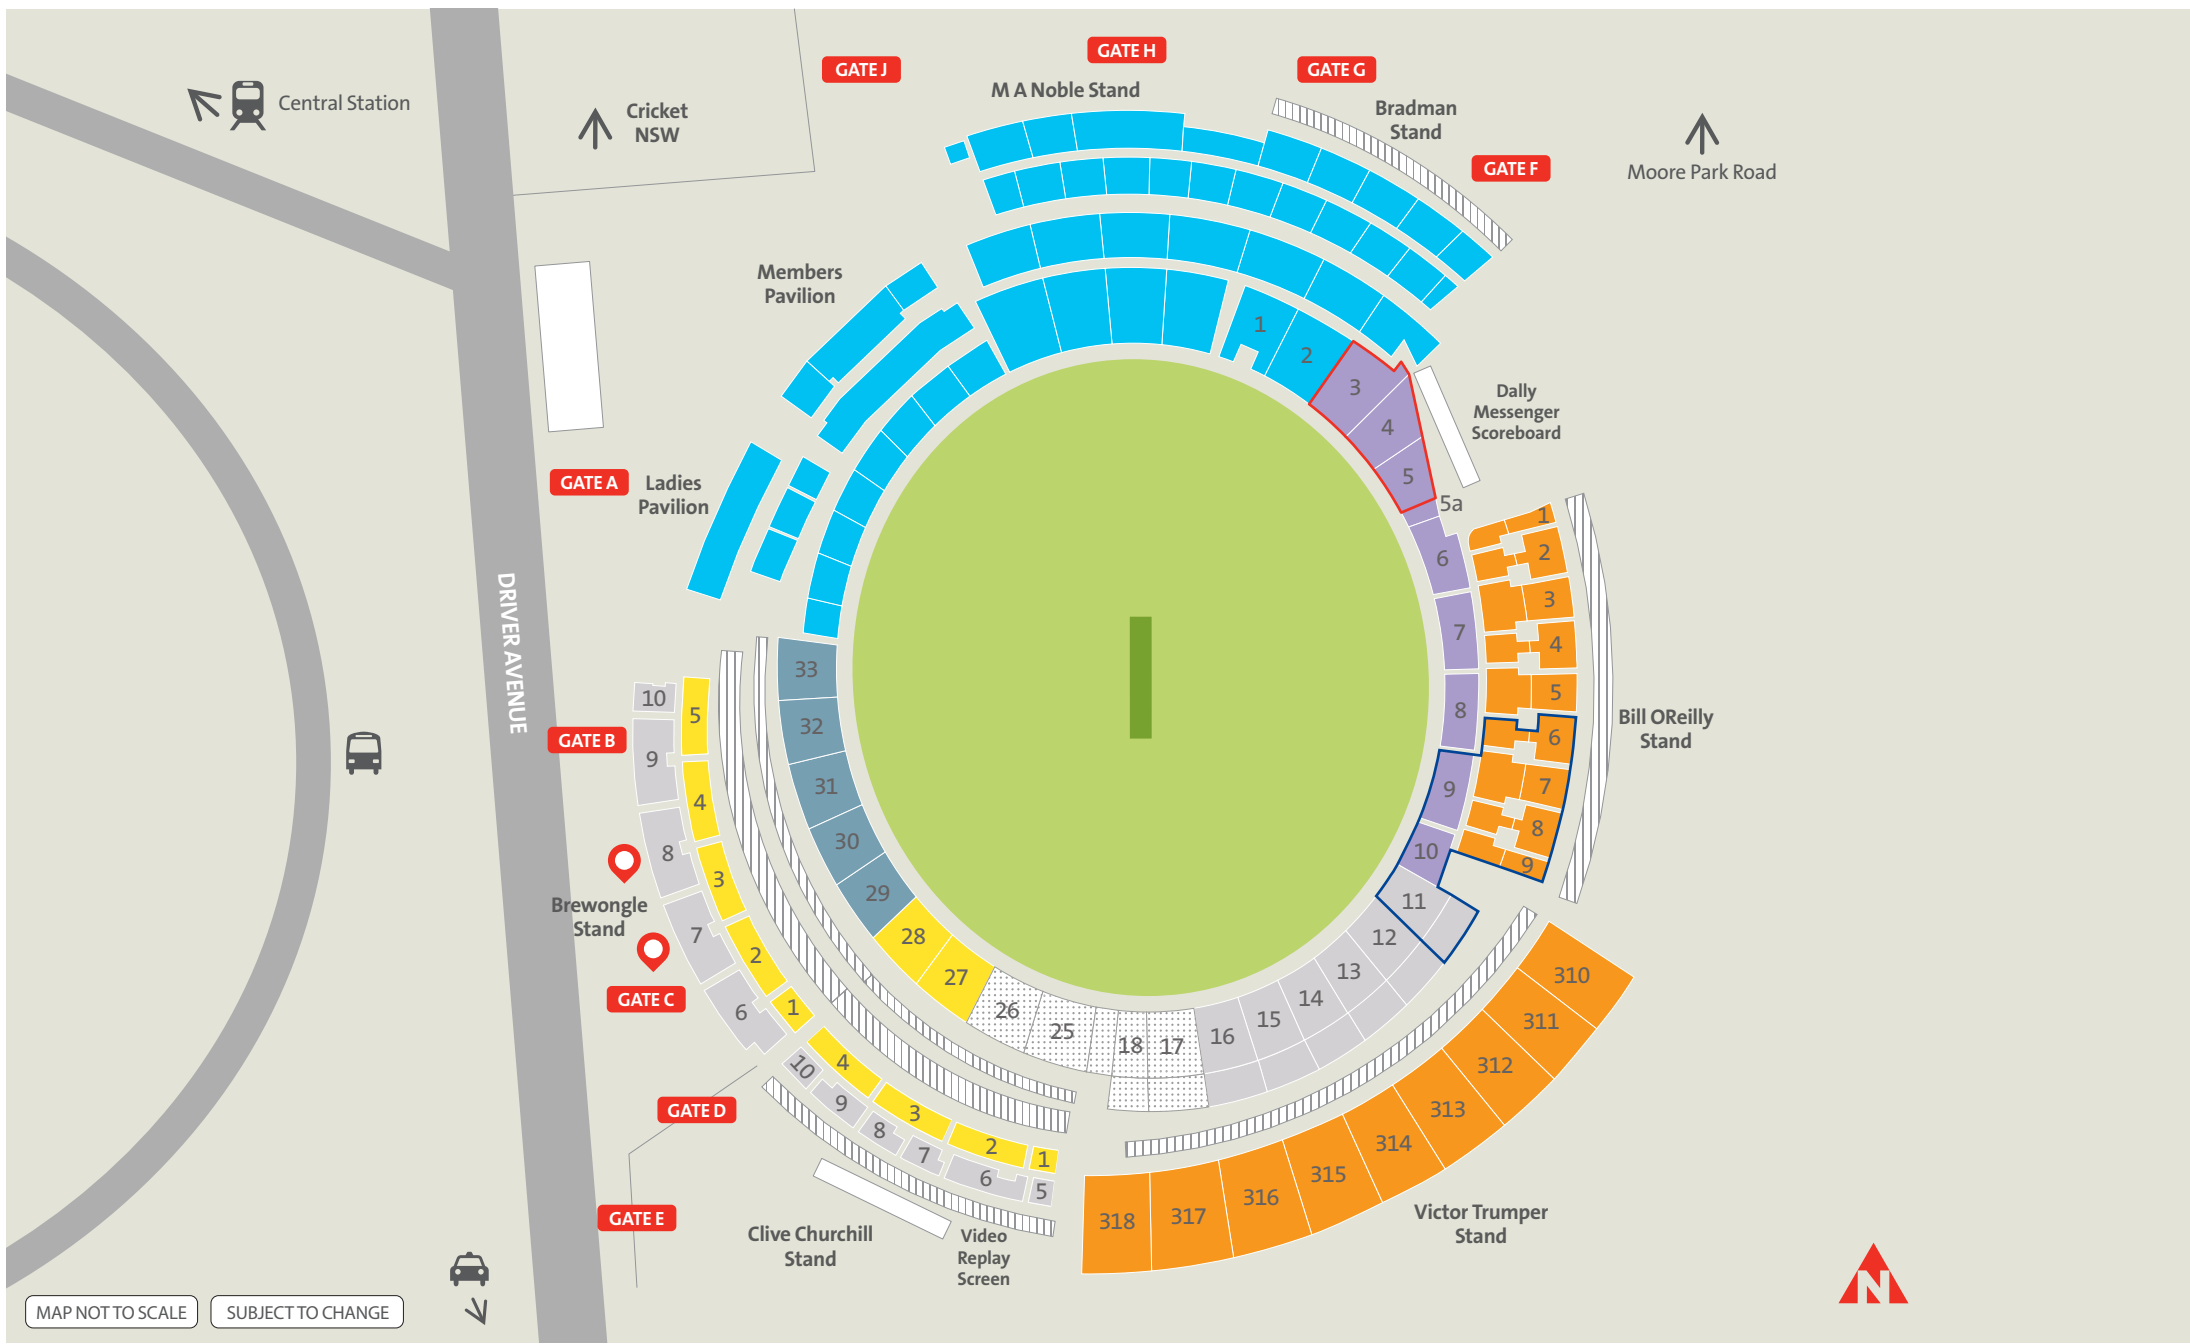 GATE J
GATE H
GATE G
M A Noble Stand
Bradman
Stand
Central Station
Cricket
NSW
GATE F
Moore Park Road
Members
Pavilion
1
2
3
4
5
5a
6
7
8
9
10
11
12
13
14
15
16
17
18
25
26
27
28
29
30
31
32
33
Dally
Messenger
Scoreboard
GATE A
Ladies
Pavilion
DRIVER AVENUE
1
2
3
4
5
6
7
8
9
Bill OReilly
Stand
10
9
8
7
6
5
4
3
2
1
GATE B
Brewongle
Stand
GATE C
4
3
2
1
10
9
8
7
6
5
GATE D
GATE E
Clive Churchill
Stand
Video
Replay
Screen
310
311
312
313
314
315
316
317
318
Victor Trumper
Stand
N
MAP NOT TO SCALE
SUBJECT TO CHANGE